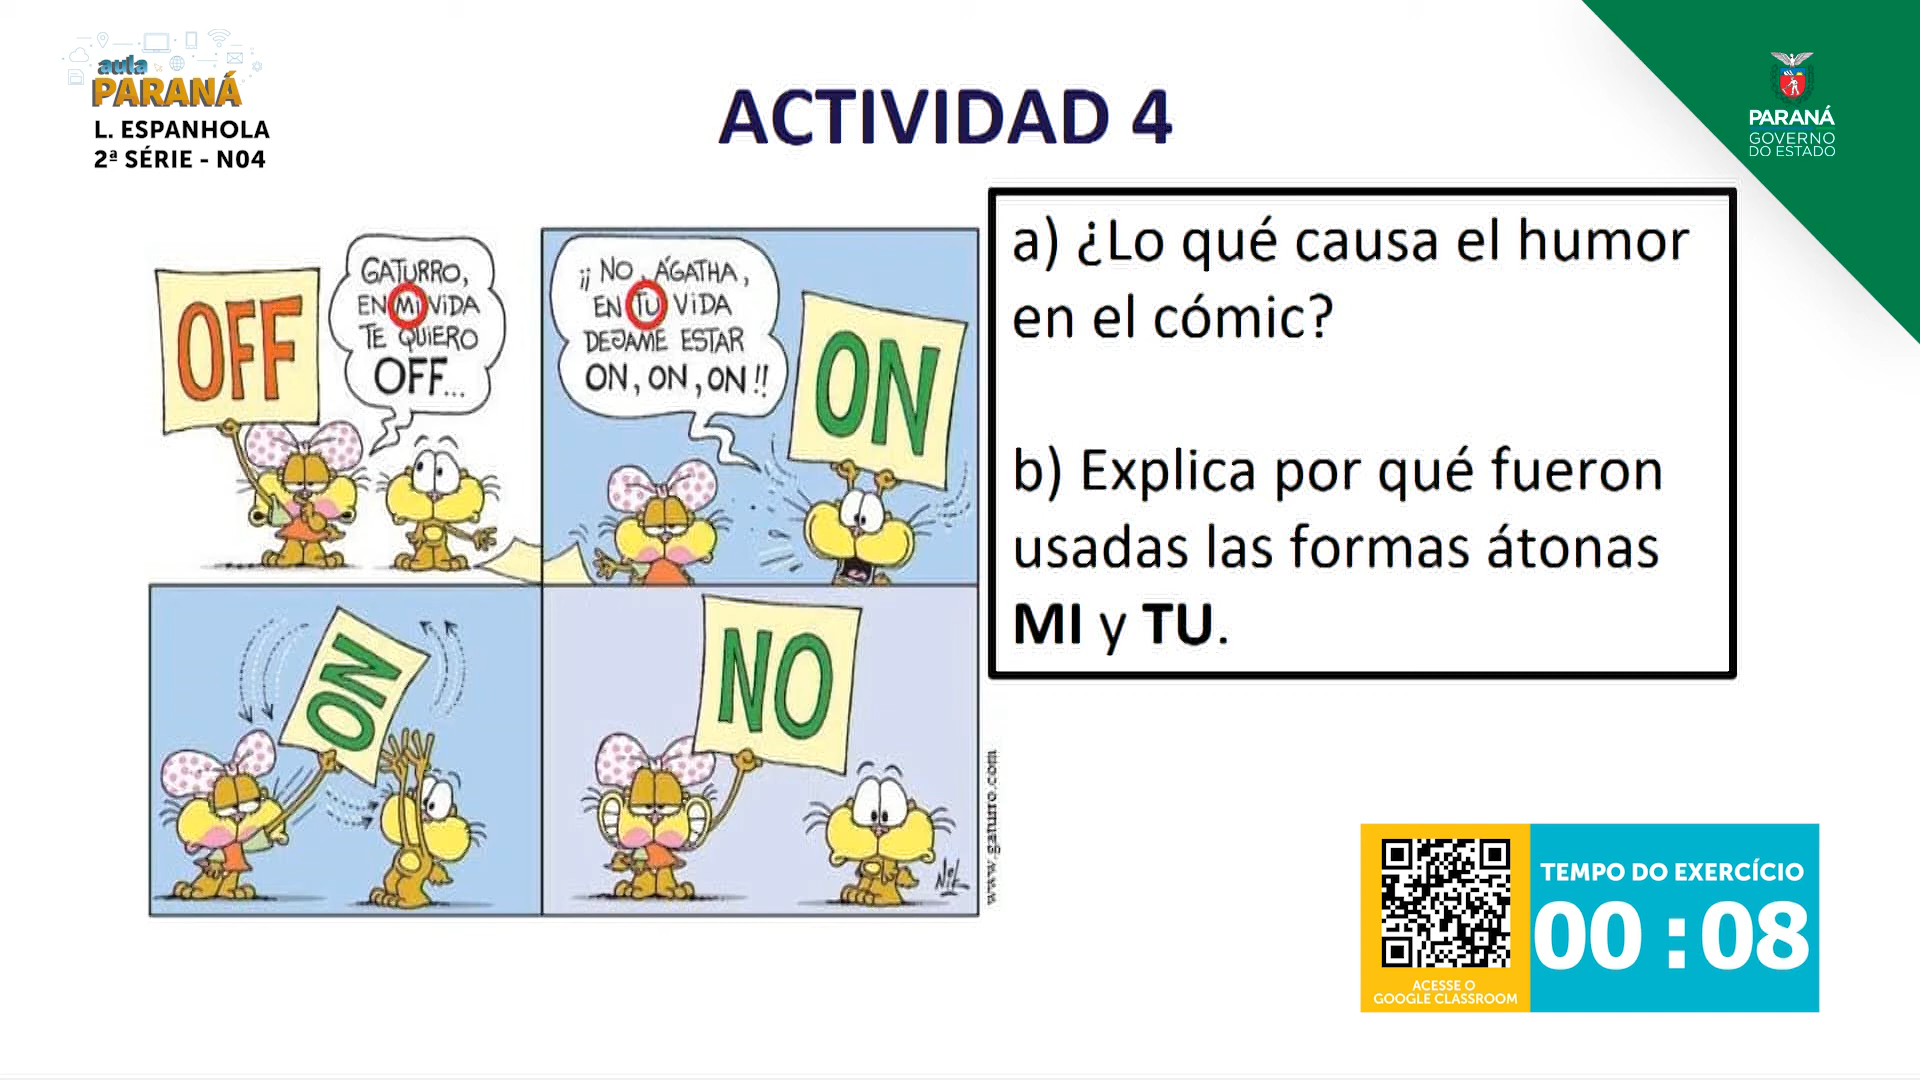 aula
PARANÁ
L. ESPANHOLA
2ª SÉRIE - N04
ACTIVIDAD 4
PARANÁ
GOVERNO
DO ESTADO
OFF
GATURRO,
EN MI VIDA
TE QUIERO
OFF...
¡¡ NO, ÁGATHA,
EN TU VIDA
DEJAME ESTAR
ON, ON, ON !!
ON
ON
NO
NIK
www.gaturro.com
a) ¿Lo qué causa el humor
en el cómic?
b) Explica por qué fueron
usadas las formas átonas
MI y TU.
ACESSE O
GOOGLE CLASSROOM
TEMPO DO EXERCÍCIO
00:08